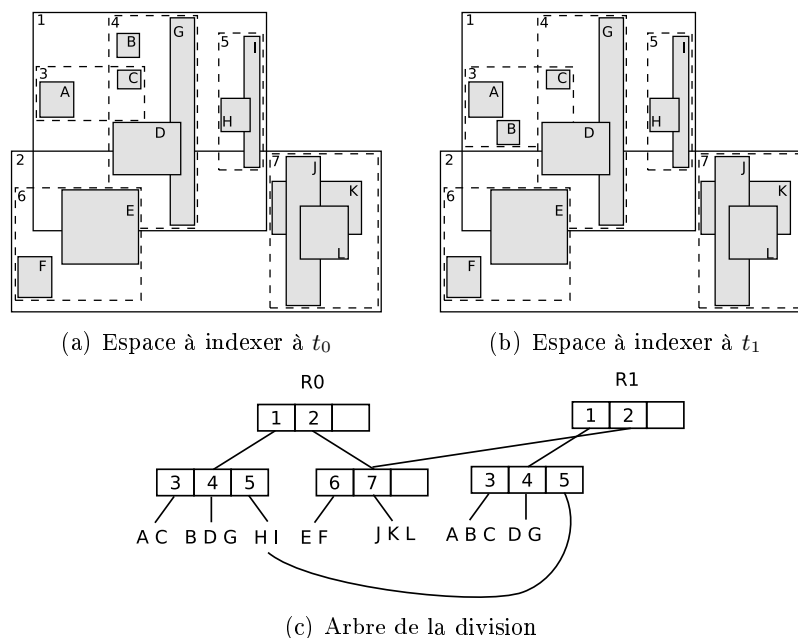 1
4
G
B
5
I
3
A
C
H
D
2
7
J
K
6
E
L
F
1
4
G
5
I
3
A
C
H
B
D
2
7
J
K
6
E
L
F
(a) Espace à indexer à t₀
(b) Espace à indexer à t₁
R0
R1
1 2
1 2
3 4 5
6 7
3 4 5
A C
B D G
H I
E F
J K L
A B C
D G
(c) Arbre de la division